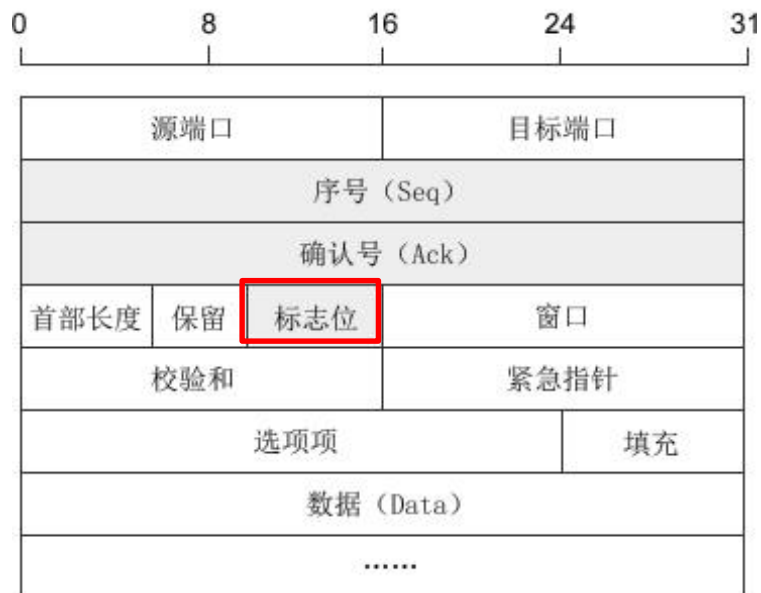 0 8 16 24 31
源端口 目标端口
序号（Seq）
确认号（Ack）
首部长度 保留 标志位 窗口
校验和 紧急指针
选项项 填充
数据（Data）
……